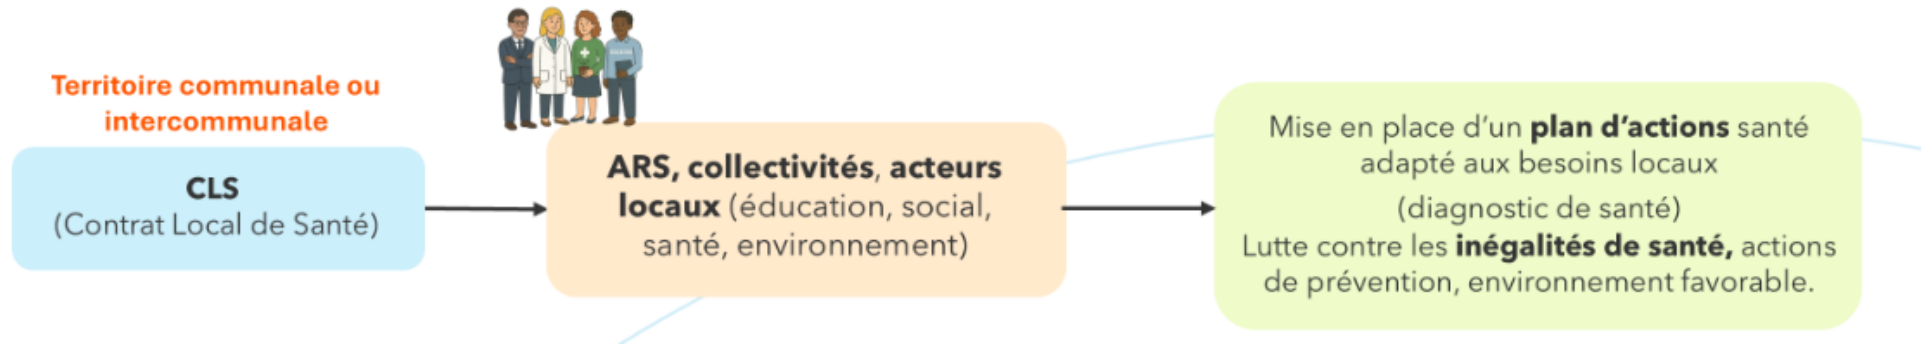 Territoire communale ou
intercommunale
CLS
(Contrat Local de Santé)
ARS, collectivités, acteurs
locaux (éducation, social,
santé, environnement)
Mise en place d’un plan d’actions santé
adapté aux besoins locaux
(diagnostic de santé)
Lutte contre les inégalités de santé, actions
de prévention, environnement favorable.